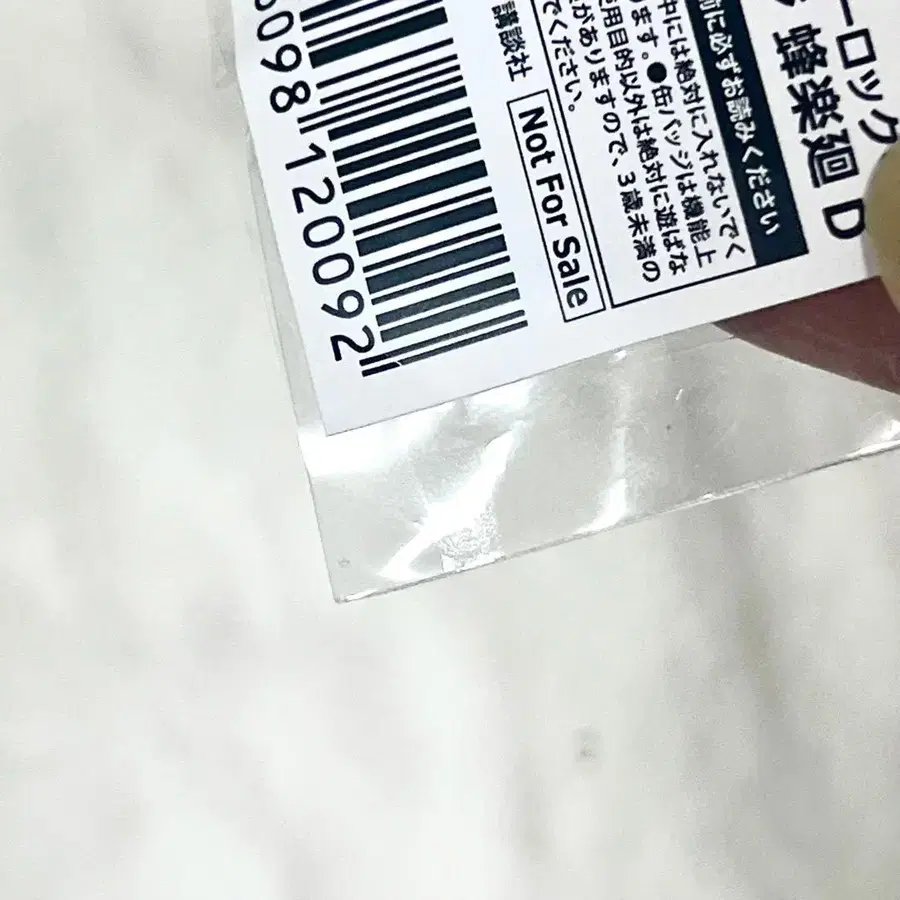 ーロック
蜂楽廻 D
前に必ずお読みください
中には絶対に入れないでく
ります。●缶バッジは機能上
使用目的以外は絶対に遊ばな
がありますので、3歳未満の
でください。
Not For Sale
講談社
098120092